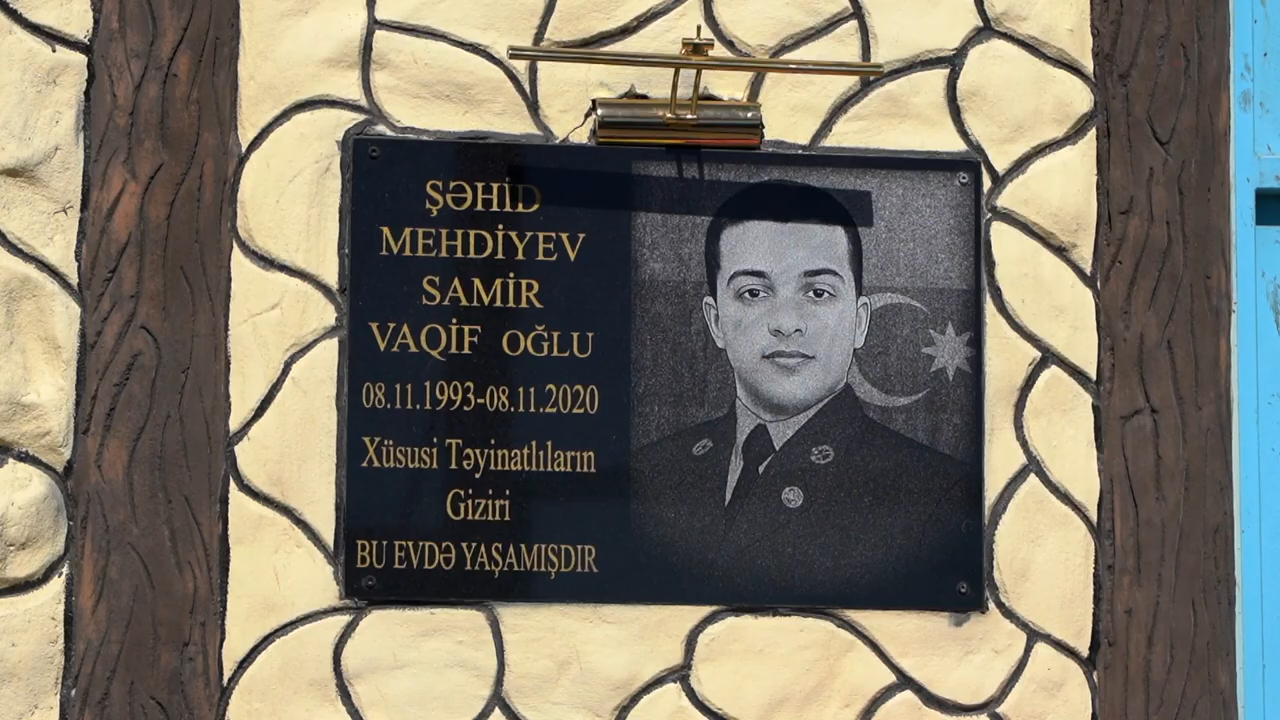 ŞƏHİD
MEHDİYEV
SAMİR
VAQİF OĞLU
08.11.1993-08.11.2020
Xüsusi Təyinatlıların
Giziri
BU EVDƏ YAŞAMIŞDIR